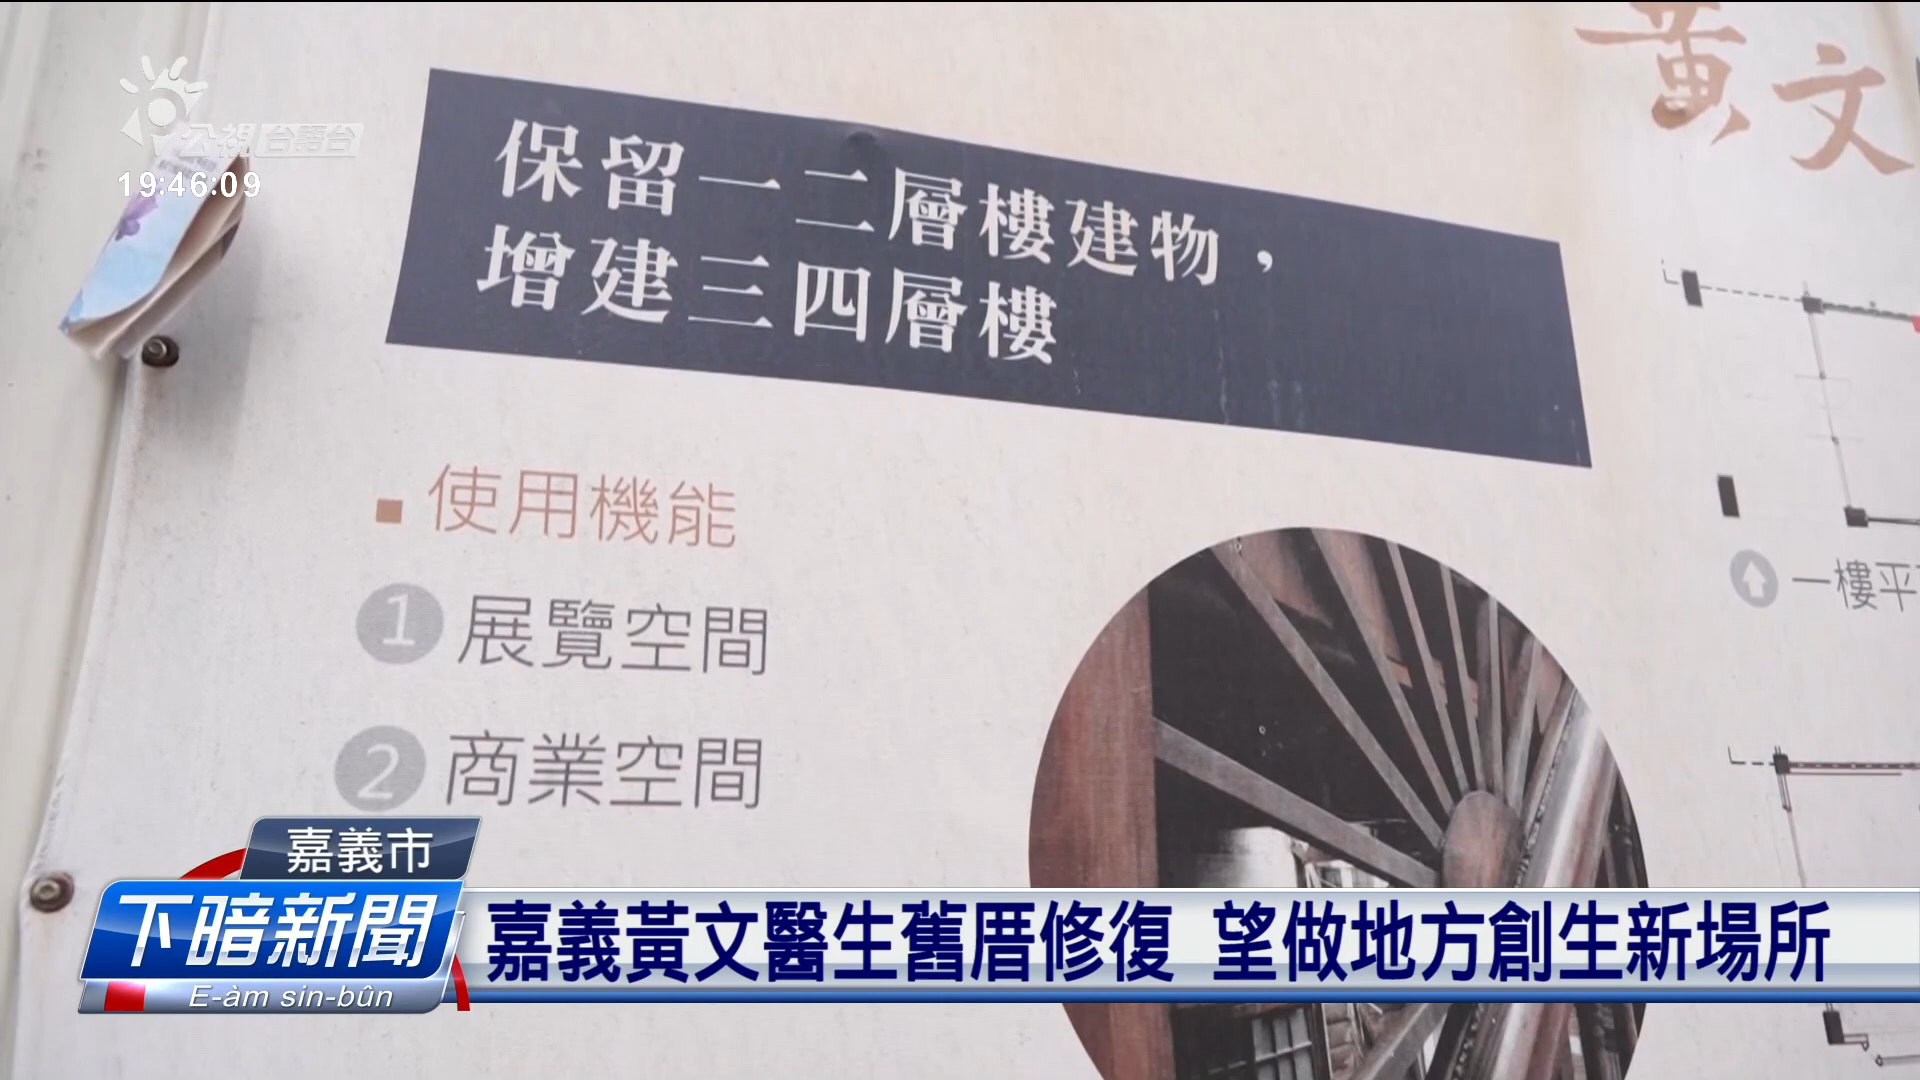 公視 台語台
19:46:09
黃文
保留一二層樓建物，
增建三四層樓
使用機能
1 展覽空間
2 商業空間
一樓平
嘉義市
下暗新聞
E-àm sin-bûn
嘉義黃文醫生舊厝修復 望做地方創生新場所